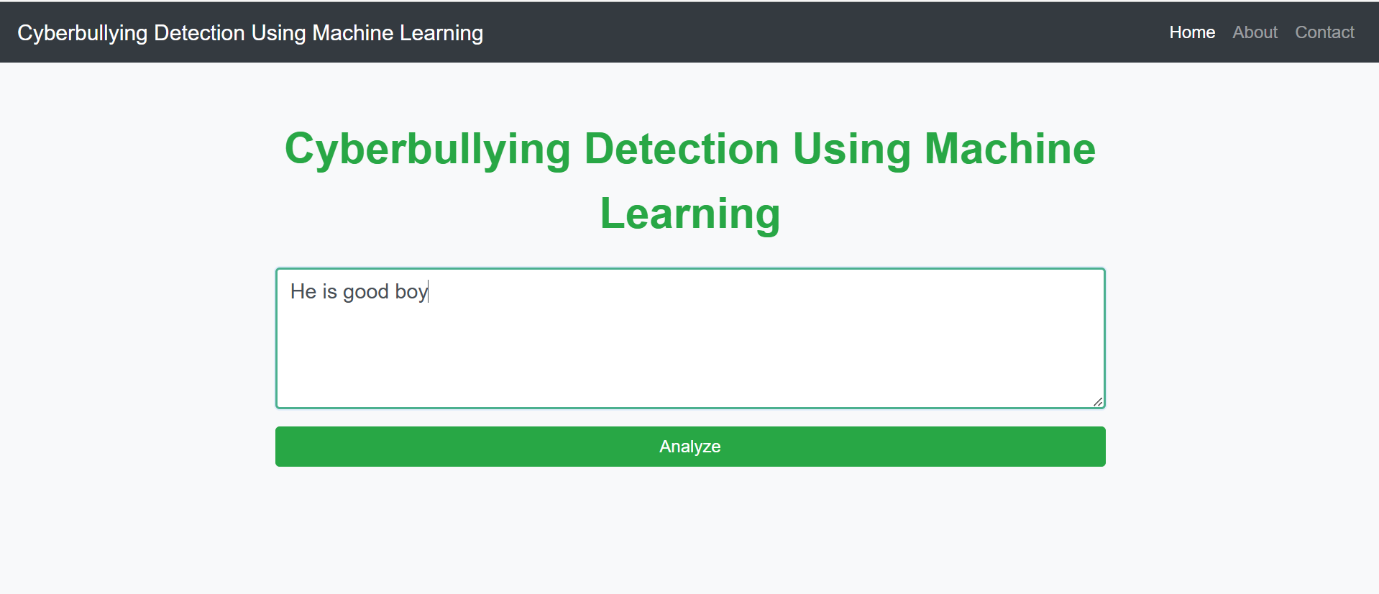 Cyberbullying Detection Using Machine Learning
Home About Contact
Cyberbullying Detection Using Machine
Learning
He is good boy
Analyze